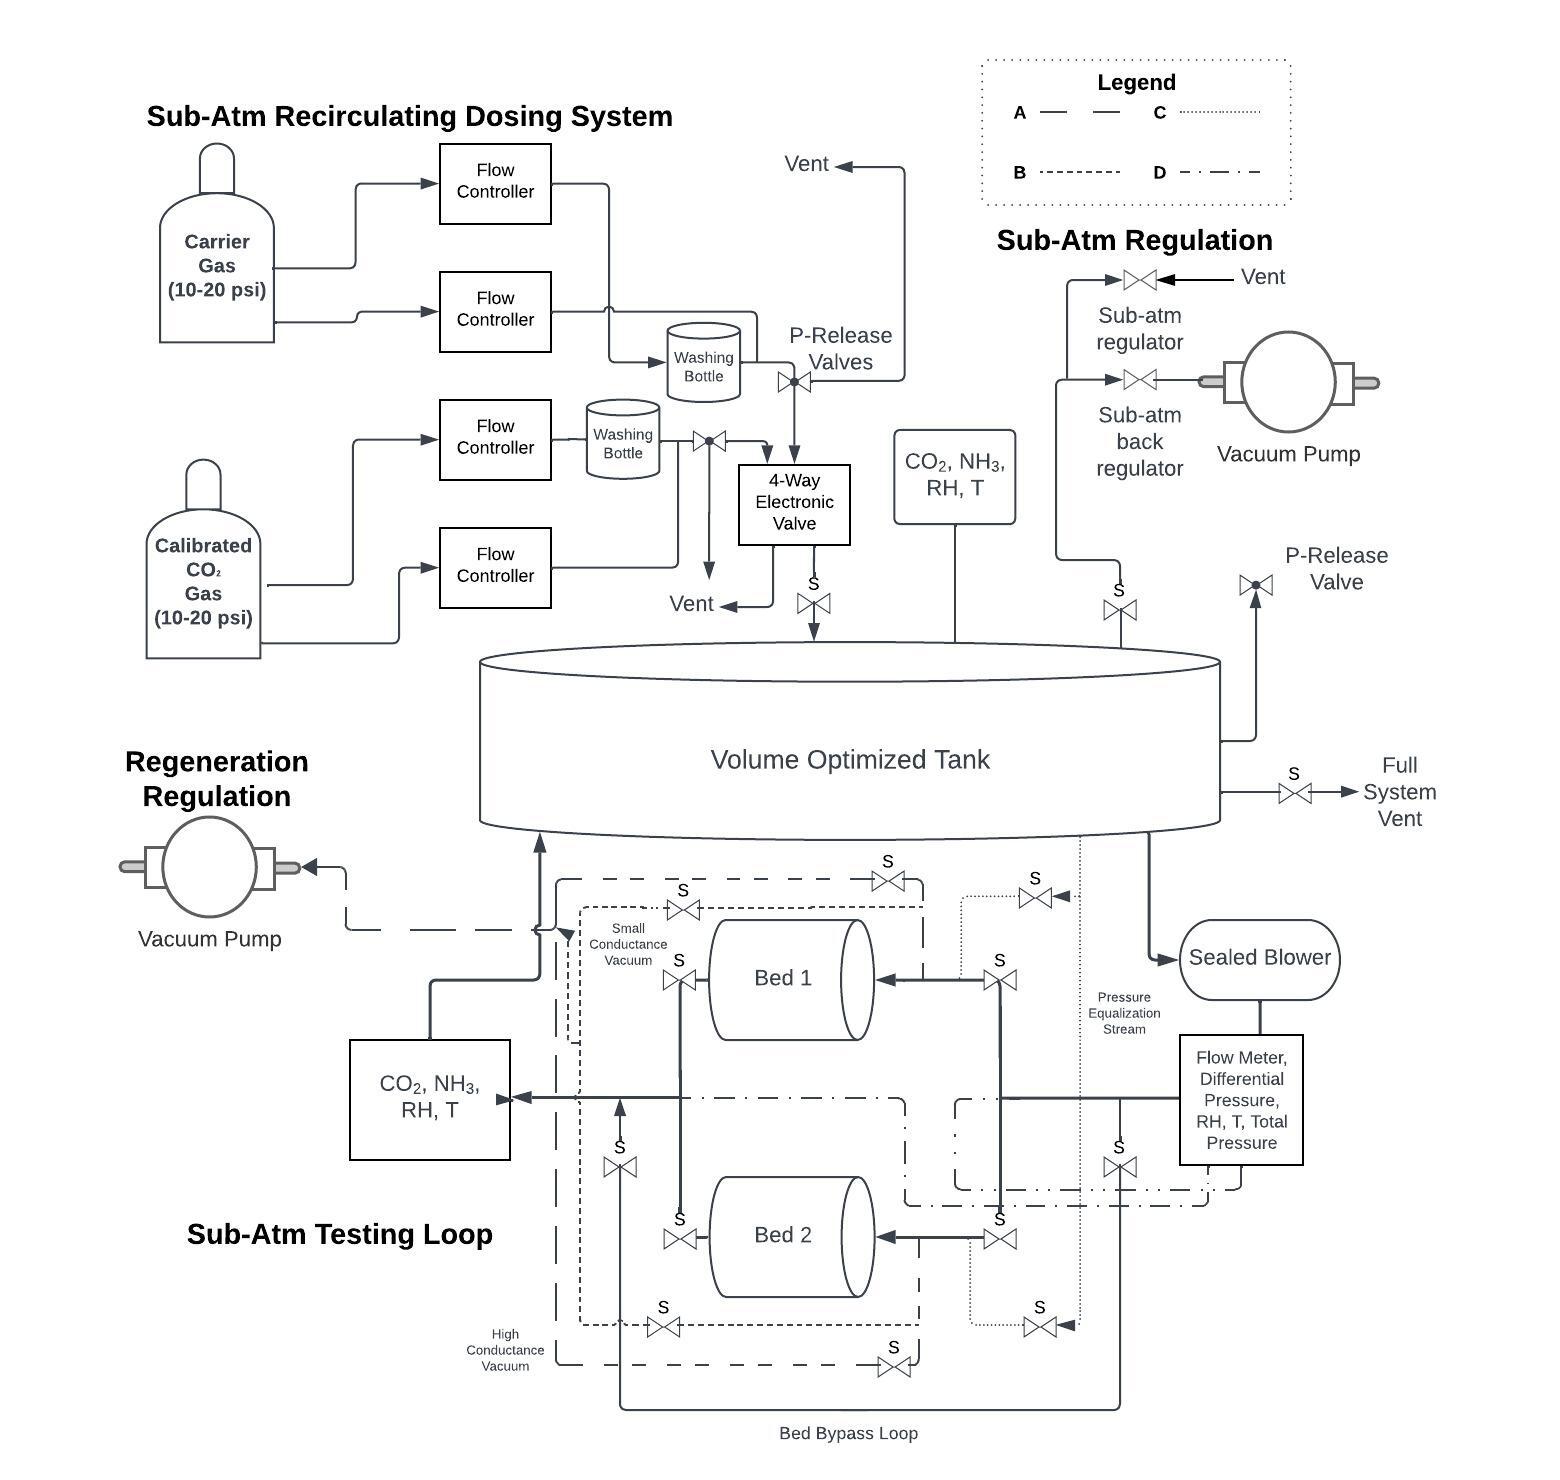 Legend
A
C
B
D
Sub-Atm Recirculating Dosing System
Carrier
Gas
(10-20 psi)
Flow
Controller
Flow
Controller
Washing
Bottle
Vent
P-Release
Valves
Calibrated
CO₂
Gas
(10-20 psi)
Flow
Controller
Washing
Bottle
Flow
Controller
4-Way
Electronic
Valve
Vent
S
CO₂, NH₃,
RH, T
Sub-Atm Regulation
Vent
Sub-atm
regulator
Sub-atm
back
regulator
Vacuum Pump
S
P-Release
Valve
Volume Optimized Tank
S
Full
System
Vent
Regeneration
Regulation
Vacuum Pump
S
S
S
Small
Conductance
Vacuum
S
Bed 1
S
Pressure
Equalization
Stream
Sealed Blower
CO₂, NH₃,
RH, T
Flow Meter,
Differential
Pressure,
RH, T, Total
Pressure
S
S
Sub-Atm Testing Loop
S
Bed 2
S
S
S
S
High
Conductance
Vacuum
Bed Bypass Loop